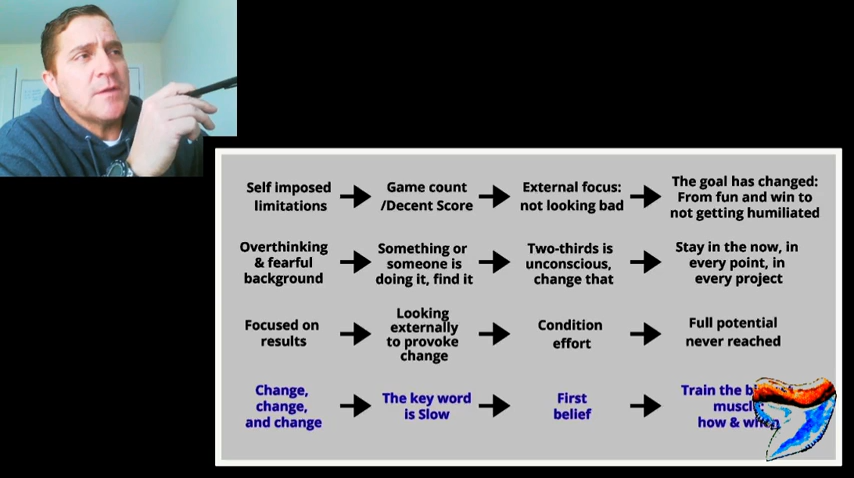 Self imposed
limitations
Game count
/Decent Score
External focus:
not looking bad
The goal has changed:
From fun and win to
not getting humiliated
Overthinking
& fearful
background
Something or
someone is
doing it, find it
Two-thirds is
unconscious,
change that
Stay in the now, in
every point, in
every project
Focused on
results
Looking
externally
to provoke
change
Condition
effort
Full potential
never reached
Change,
change,
and change
The key word
is Slow
First
belief
Train the
how &